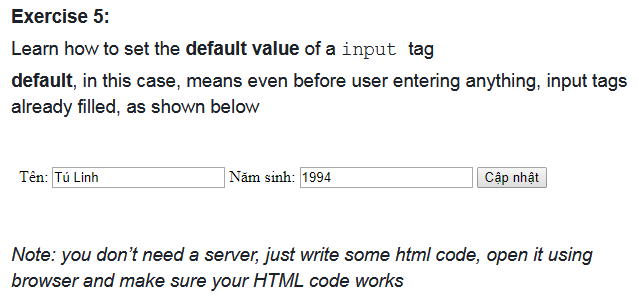 Exercise 5:
Learn how to set the default value of a input tag
default, in this case, means even before user entering anything, input tags
already filled, as shown below
Tên: Tú Linh Năm sinh: 1994 Cập nhật
Note: you don’t need a server, just write some html code, open it using
browser and make sure your HTML code works